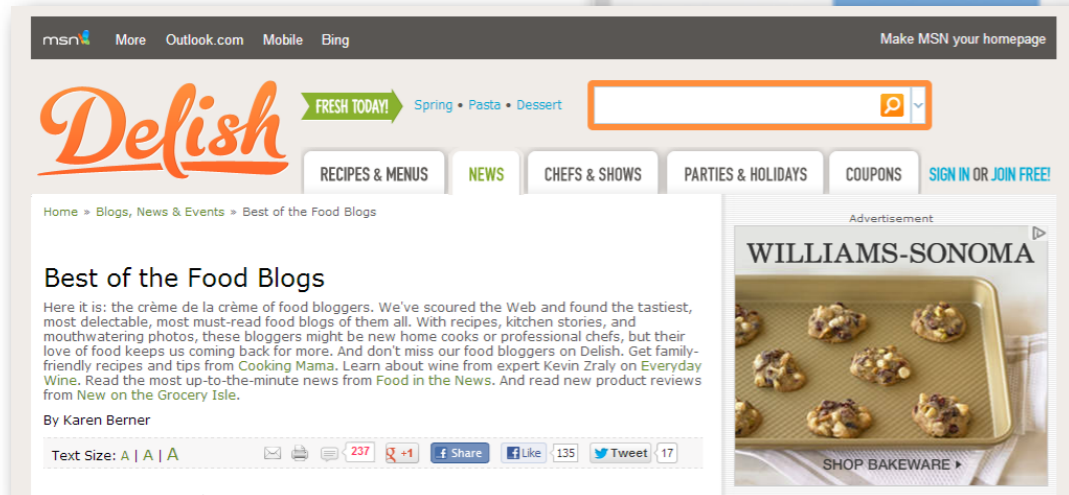 msn More Outlook.com Mobile Bing Make MSN your homepage
Delish
FRESH TODAY! Spring • Pasta • Dessert
RECIPES & MENUS NEWS CHEFS & SHOWS PARTIES & HOLIDAYS COUPONS SIGN IN OR JOIN FREE!
Home » Blogs, News & Events » Best of the Food Blogs
Best of the Food Blogs
Here it is: the crème de la crème of food bloggers. We've scoured the Web and found the tastiest,
most delectable, most must-read food blogs of them all. With recipes, kitchen stories, and
mouthwatering photos, these bloggers might be new home cooks or professional chefs, but their
love of food keeps us coming back for more. And don't miss our food bloggers on Delish. Get family-
friendly recipes and tips from Cooking Mama. Learn about wine from expert Kevin Zraly on Everyday
Wine. Read the most up-to-the-minute news from Food in the News. And read new product reviews
from New on the Grocery Isle.
By Karen Berner
Text Size: A | A | A 237 g +1 f Share f Like 135 Tweet 17
Advertisement
WILLIAMS-SONOMA
SHOP BAKEWARE